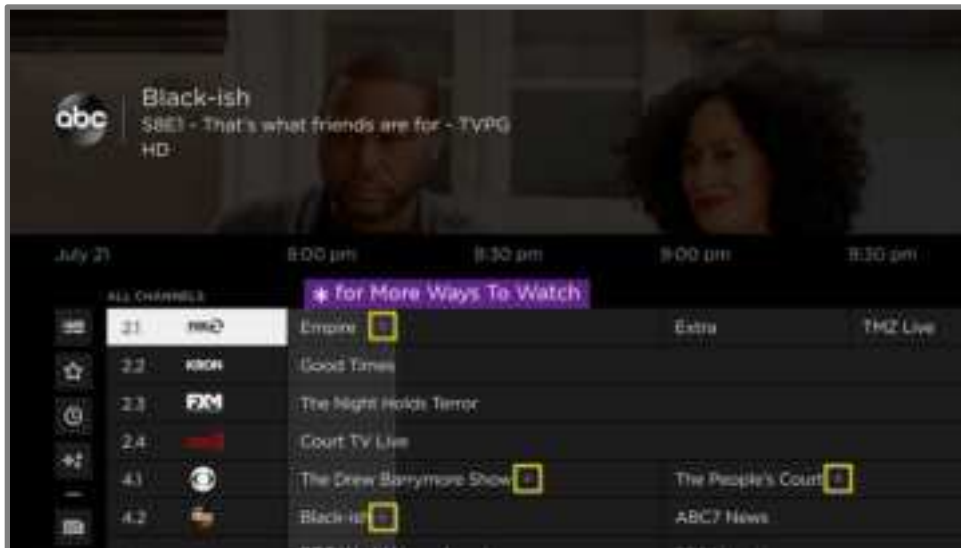 abc
Black-ish
S8E1 - That's what friends are for - TVPG
HD
July 21 8:00 pm 8:30 pm 9:00 pm 9:30 pm
* for More Ways To Watch
ALL CHANNELS
2.1 Empire Extra TMZ Live
2.2 KRON Good Times
2.3 FXM The Night Holds Terror
2.4 Court TV Live
4.1 The Drew Barrymore Show The People's Court
4.2 Black-ish ABC7 News